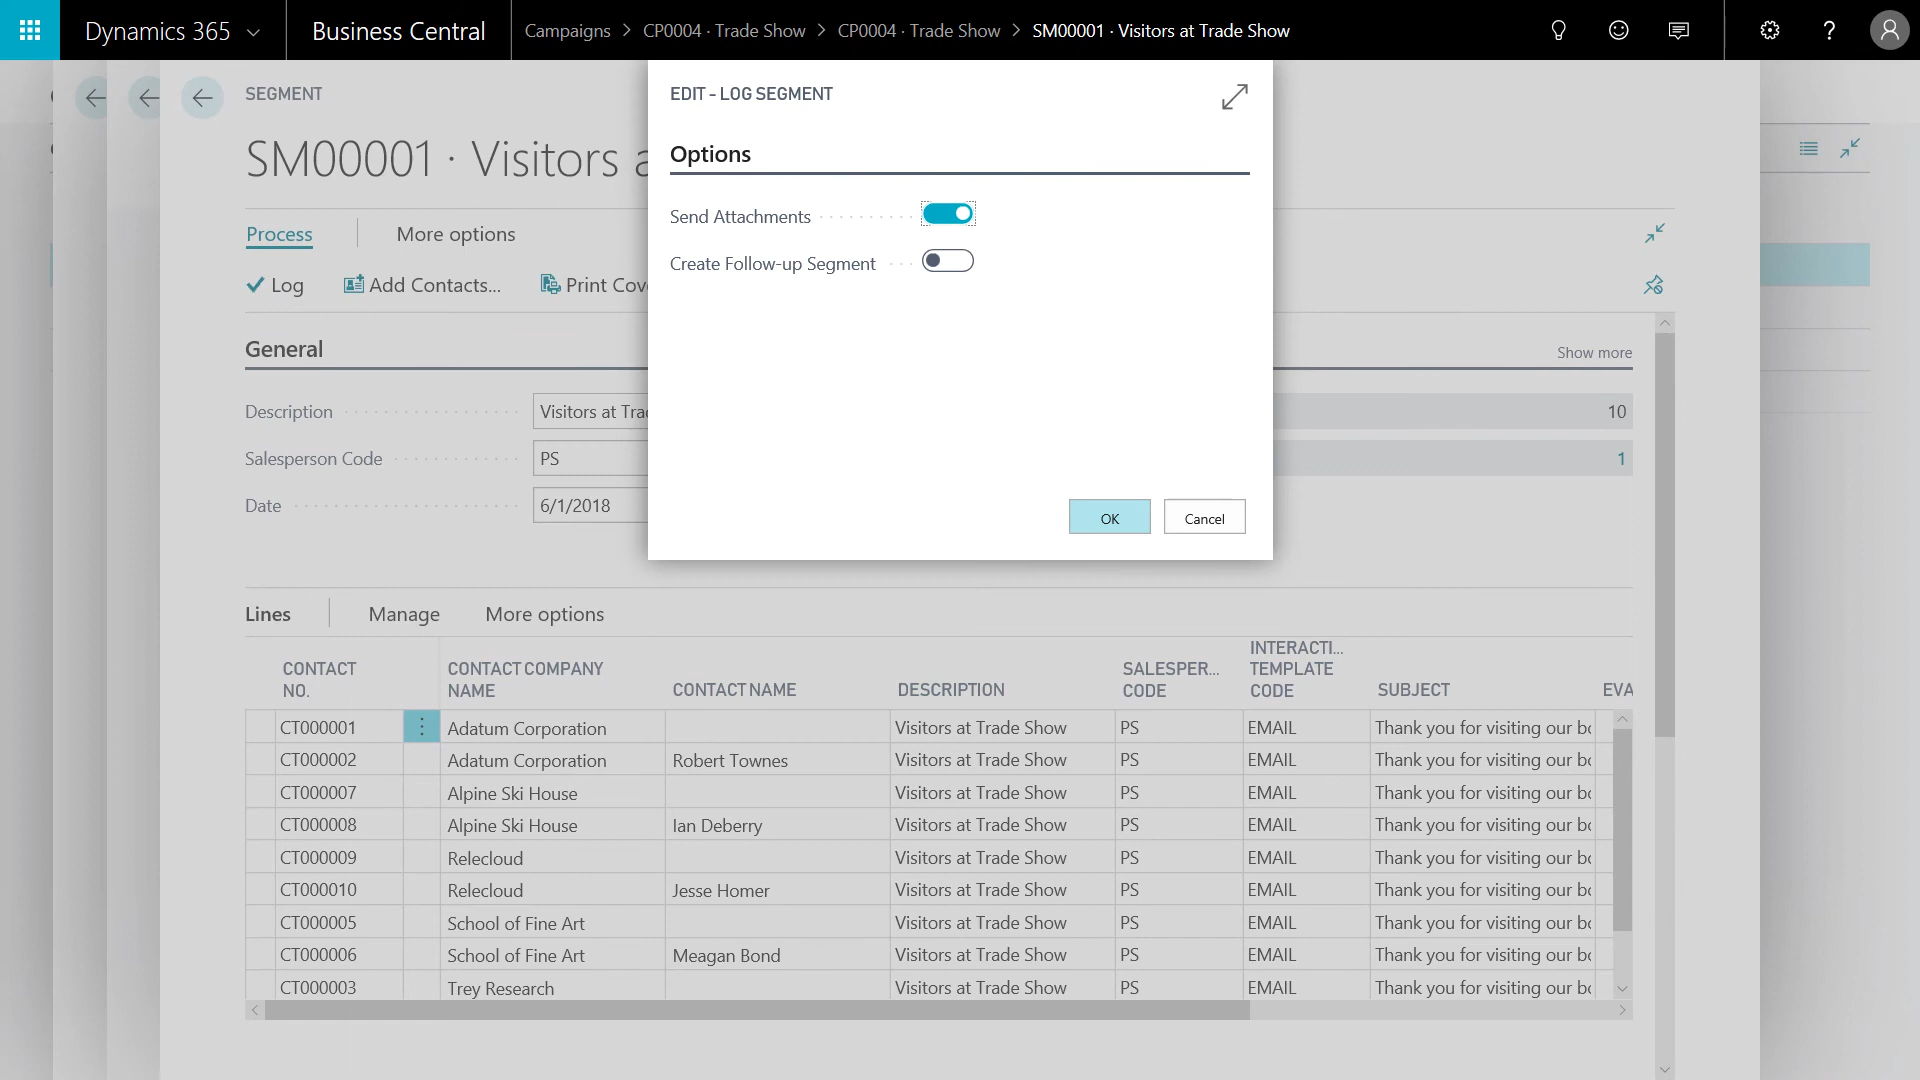 Dynamics 365
Business Central
Campaigns > CP0004 · Trade Show > CP0004 · Trade Show > SM00001 · Visitors at Trade Show
SEGMENT
SM00001 · Visitors a
Process
More options
Log
Add Contacts...
Print Cov
EDIT - LOG SEGMENT
Options
Send Attachments
Create Follow-up Segment
OK
Cancel
General
Show more
Description
Visitors at Tra
10
Salesperson Code
PS
1
Date
6/1/2018
Lines
Manage
More options
CONTACT NO.
CONTACT COMPANY NAME
CONTACT NAME
DESCRIPTION
SALESPER... CODE
INTERACTI... TEMPLATE CODE
SUBJECT
EVA
CT000001 Adatum Corporation Visitors at Trade Show PS EMAIL Thank you for visiting our bo
CT000002 Adatum Corporation Robert Townes Visitors at Trade Show PS EMAIL Thank you for visiting our bo
CT000007 Alpine Ski House Visitors at Trade Show PS EMAIL Thank you for visiting our bo
CT000008 Alpine Ski House Ian Deberry Visitors at Trade Show PS EMAIL Thank you for visiting our bo
CT000009 Relecloud Visitors at Trade Show PS EMAIL Thank you for visiting our bo
CT000010 Relecloud Jesse Homer Visitors at Trade Show PS EMAIL Thank you for visiting our bo
CT000005 School of Fine Art Visitors at Trade Show PS EMAIL Thank you for visiting our bo
CT000006 School of Fine Art Meagan Bond Visitors at Trade Show PS EMAIL Thank you for visiting our bo
CT000003 Trey Research Visitors at Trade Show PS EMAIL Thank you for visiting our bo